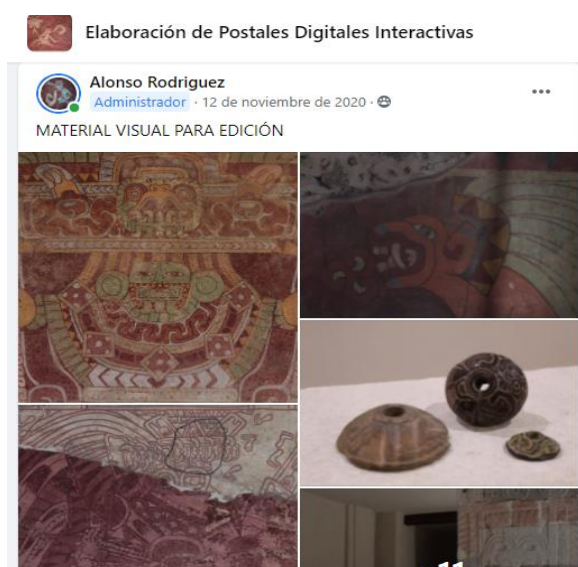 Elaboración de Postales Digitales Interactivas
Alonso Rodriguez
Administrador · 12 de noviembre de 2020 ·
MATERIAL VISUAL PARA EDICIÓN